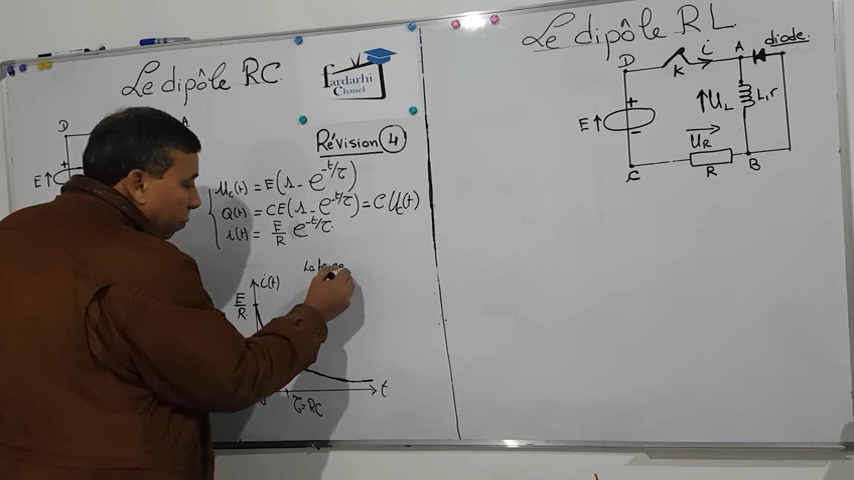 Le dipôle RC
fardarhi
Chanel
Révision 4
D
A
E
+
Uc(t) = E(1 - e^-t/τ)
Q(t) = CE(1 - e^-t/τ) = C Uc(t)
i(t) = E/R e^-t/τ
i(t)
E/R
τ = RC
t
Le dipôle RL
D
K
i
A
diode
+
E
-
UL
L, r
UR
C
R
B